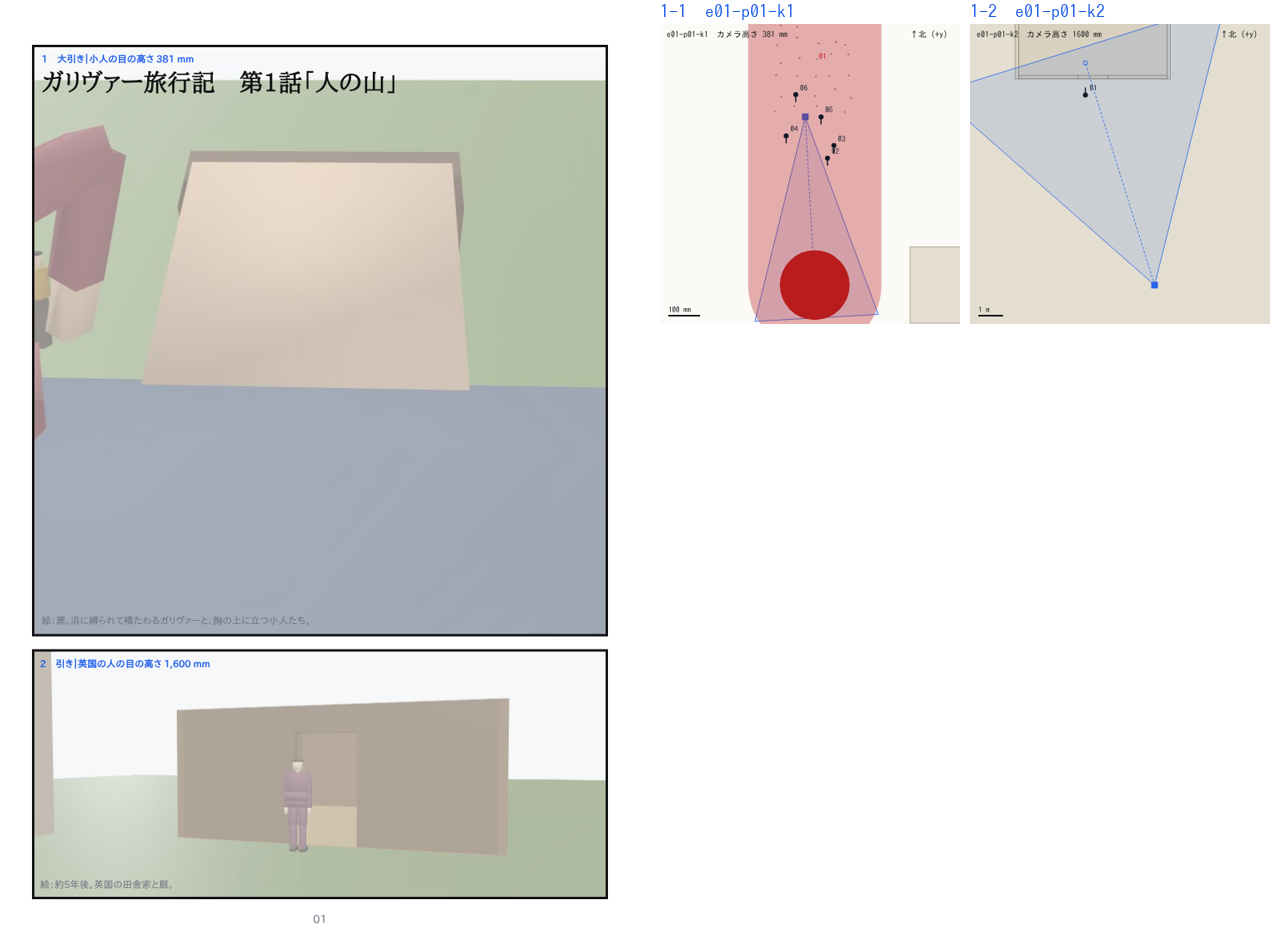 1 大引き|小人の目の高さ 381 mm
ガリヴァー旅行記 第1話「人の山」
絵:扉。浜に縛られて横たわるガリヴァーと、胸の上に立つ小人たち。
2 引き|英国の人の目の高さ 1,600 mm
絵:約5年後。英国の田舎家と厩。
01
1-1 e01-p01-k1
e01-p01-k1 カメラ高さ 381 mm
↑北 (+y)
01
06
05
04
03
02
100 mm
1-2 e01-p01-k2
e01-p01-k2 カメラ高さ 1600 mm
↑北 (+y)
01
1 m